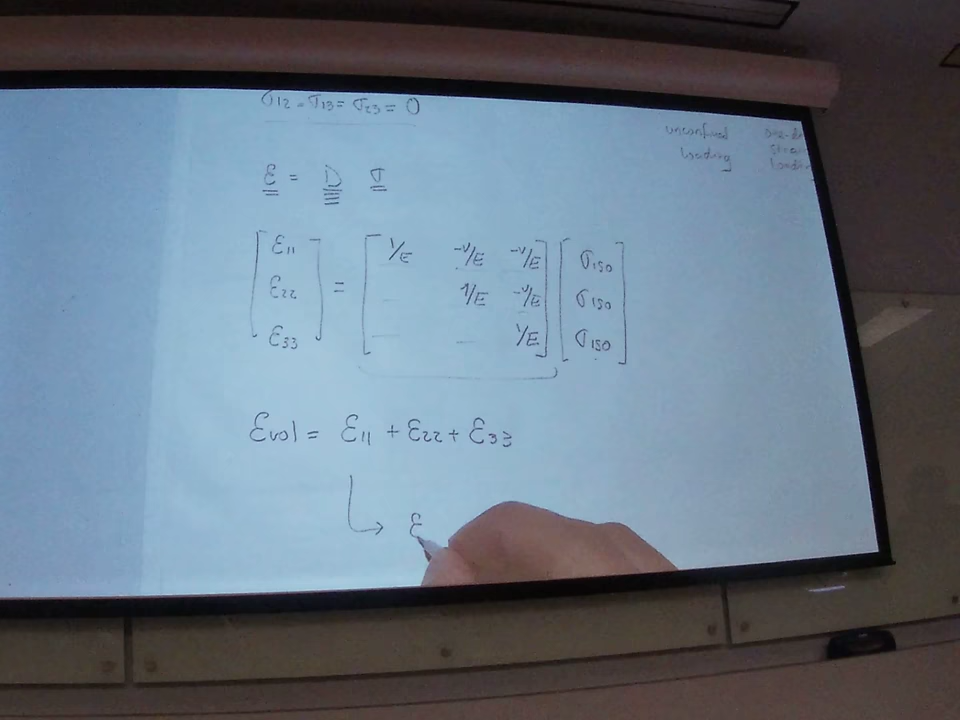 σ12 = σ13 = σ23 = 0
unconfined
loading
ε = D σ
[ε11 ε22 ε33] = [1/E -ν/E -ν/E; 1/E -ν/E; 1/E] [σiso σiso σiso]
εvol = ε11 + ε22 + ε33
↳ ε